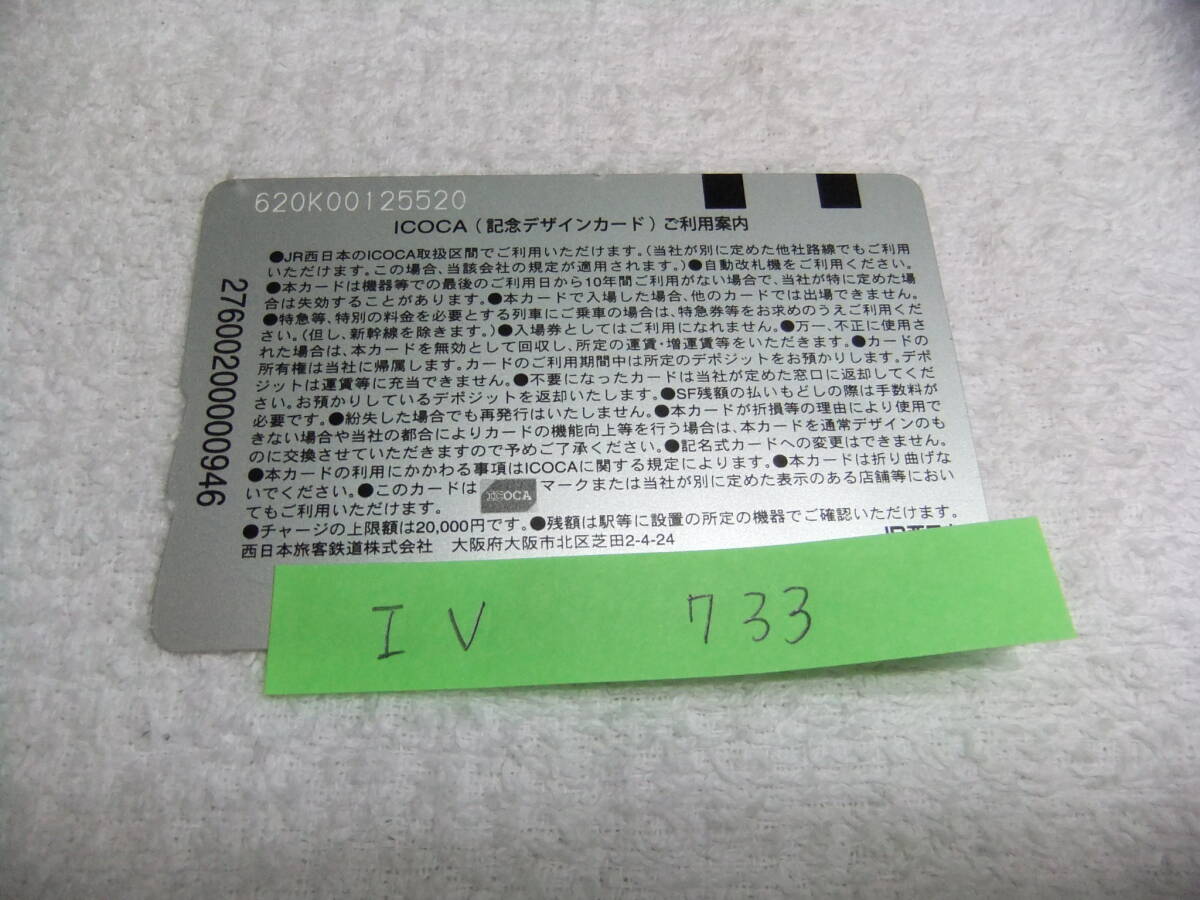 620K00125520
ICOCA（記念デザインカード）ご利用案内
●JR西日本のICOCA取扱区間でご利用いただけます。（当社が別に定めた他社路線でもご利用
いただけます。この場合、当該会社の規定が適用されます。）●自動改札機をご利用ください。
●本カードは機器等での最後のご利用日から10年間ご利用がない場合で、当社が特に定めた場
合は失効することがあります。●本カードで入場した場合、他のカードでは出場できません。
●特急等、特別の料金を必要とする列車にご乗車の場合は、特急券等をお求めのうえご利用くださ
い。（但し、新幹線を除きます。）●入場券としてはご利用になれません。●万一、不正に使用さ
れた場合は、本カードを無効として回収し、所定の運賃・増運賃等をいただきます。●カードの
所有権は当社に帰属します。カードのご利用期間中は所定のデポジットをお預かりします。デポ
ジットは運賃等に充当できません。●不要になったカードは当社が定めた窓口に返却してくだ
さい。お預かりしているデポジットを返却いたします。●SF残額の払いもどしの際は手数料が
必要です。●紛失した場合でも再発行はいたしません。●本カードが折損等の理由により使用で
きない場合や当社の都合によりカードの機能向上等を行う場合は、本カードを通常デザインのも
のに交換させていただきますので予めご了承ください。●記名式カードへの変更はできません。
●本カードの利用にかかわる事項はICOCAに関する規定によります。●本カードは折り曲げな
いでください。●このカードは ICOCA マークまたは当社が別に定めた表示のある店舗等におい
てもご利用いただけます。
●チャージの上限額は20,000円です。●残額は駅等に設置の所定の機器でご確認いただけます。
西日本旅客鉄道株式会社 大阪府大阪市北区芝田2-4-24
2760020000946
IV 733